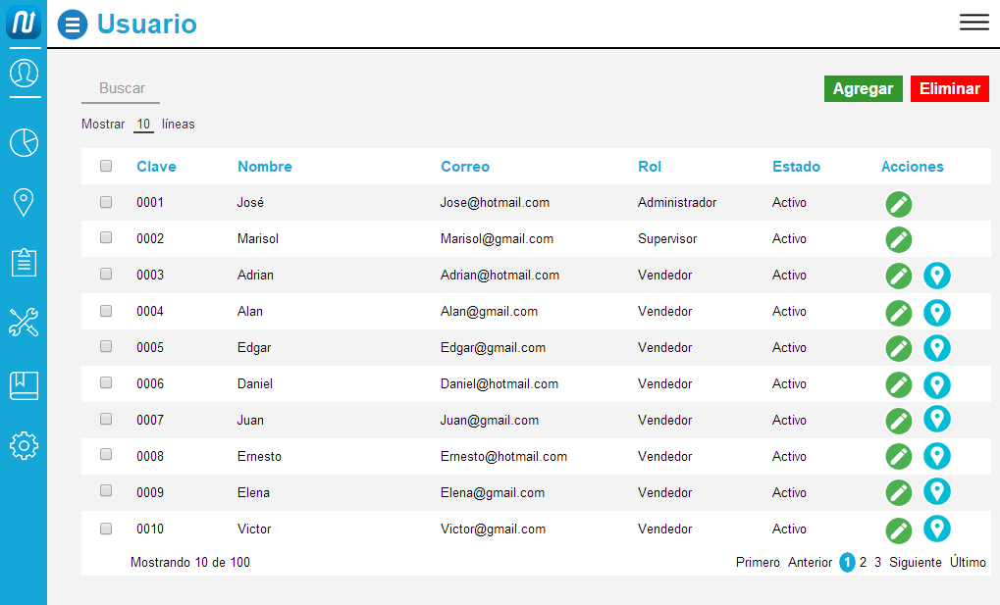 Usuario
Buscar
Agregar Eliminar
Mostrar 10 líneas
Clave Nombre Correo Rol Estado Acciones
0001 José Jose@hotmail.com Administrador Activo
0002 Marisol Marisol@gmail.com Supervisor Activo
0003 Adrian Adrian@hotmail.com Vendedor Activo
0004 Alan Alan@gmail.com Vendedor Activo
0005 Edgar Edgar@gmail.com Vendedor Activo
0006 Daniel Daniel@hotmail.com Vendedor Activo
0007 Juan Juan@gmail.com Vendedor Activo
0008 Ernesto Ernesto@hotmail.com Vendedor Activo
0009 Elena Elena@gmail.com Vendedor Activo
0010 Victor Victor@gmail.com Vendedor Activo
Mostrando 10 de 100 Primero Anterior 1 2 3 Siguiente Último